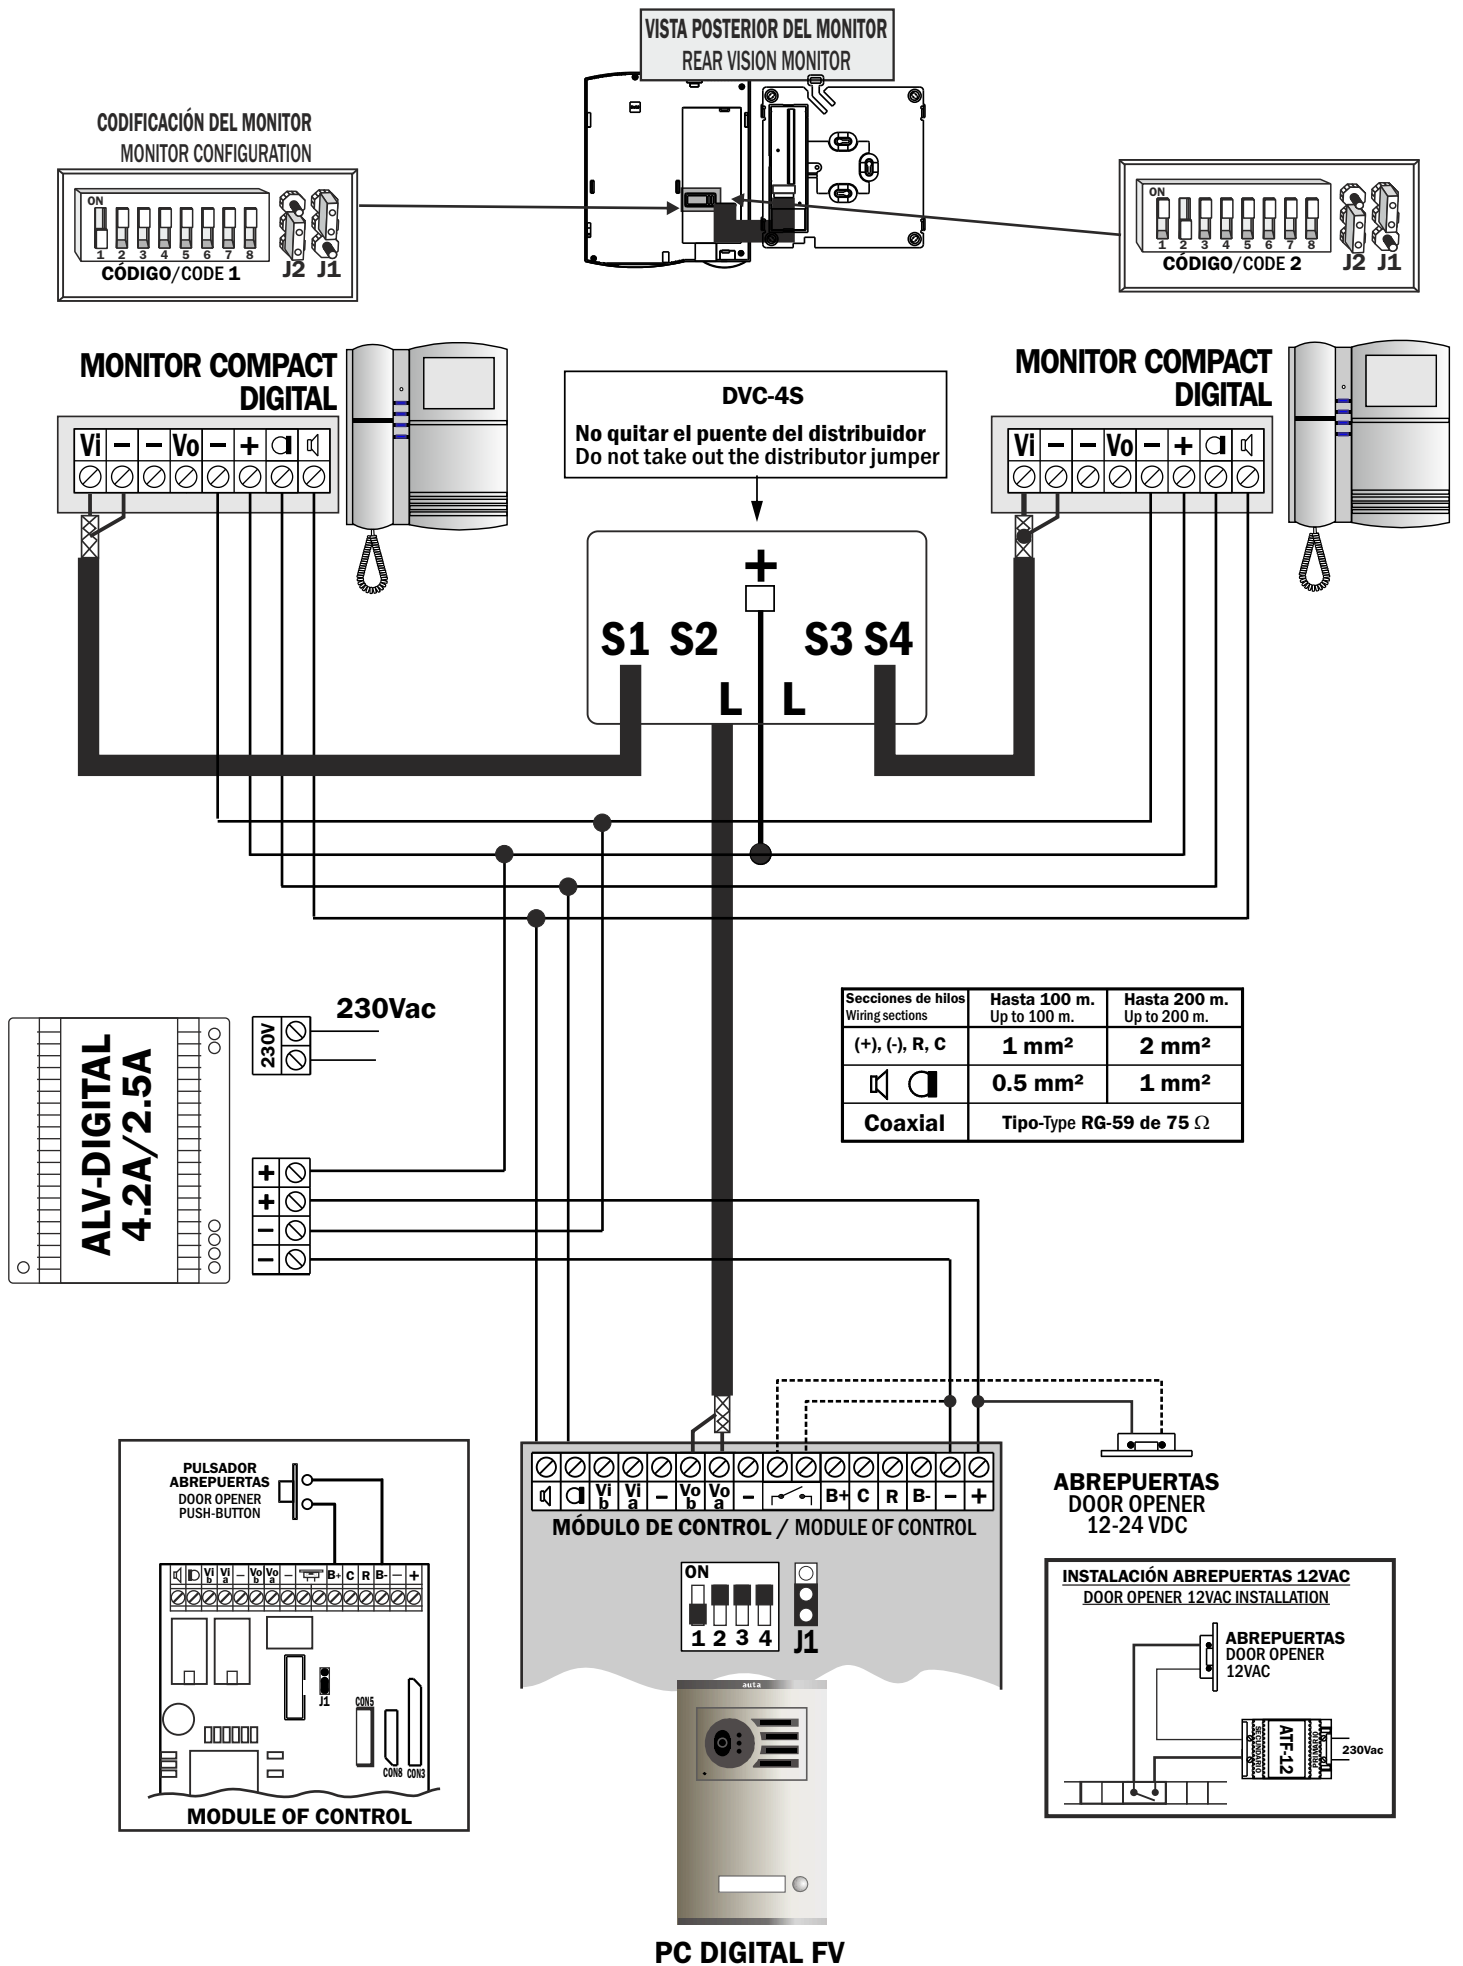 VISTA POSTERIOR DEL MONITOR
REAR VISION MONITOR
CODIFICACIÓN DEL MONITOR
MONITOR CONFIGURATION
ON
1 2 3 4 5 6 7 8
CÓDIGO/CODE 1
J2 J1
ON
1 2 3 4 5 6 7 8
CÓDIGO/CODE 2
J2 J1
MONITOR COMPACT
DIGITAL
Vi − − Vo − +
DVC-4S
No quitar el puente del distribuidor
Do not take out the distributor jumper
MONITOR COMPACT
DIGITAL
Vi − − Vo − +
+
S1 S2 S3 S4
L L
ALV-DIGITAL
4.2A/2.5A
230V
230Vac
+
+
−
−
Secciones de hilos
Wiring sections
Hasta 100 m.
Up to 100 m.
Hasta 200 m.
Up to 200 m.
(+), (-), R, C 1 mm² 2 mm²
0.5 mm² 1 mm²
Coaxial Tipo-Type RG-59 de 75 Ω
PULSADOR
ABREPUERTAS
DOOR OPENER
PUSH-BUTTON
Vi b Vi a − Vo b Vo a − B+ C R B- − +
J1
CON5
CON8
CON3
MODULE OF CONTROL
Vi b Vi a − Vo b Vo a − B+ C R B- − +
MÓDULO DE CONTROL / MODULE OF CONTROL
ON
1 2 3 4
J1
auta
PC DIGITAL FV
ABREPUERTAS
DOOR OPENER
12-24 VDC
INSTALACIÓN ABREPUERTAS 12VAC
DOOR OPENER 12VAC INSTALLATION
ABREPUERTAS
DOOR OPENER
12VAC
SECUNDARIO
ATF-12
PRIMARIO
230Vac